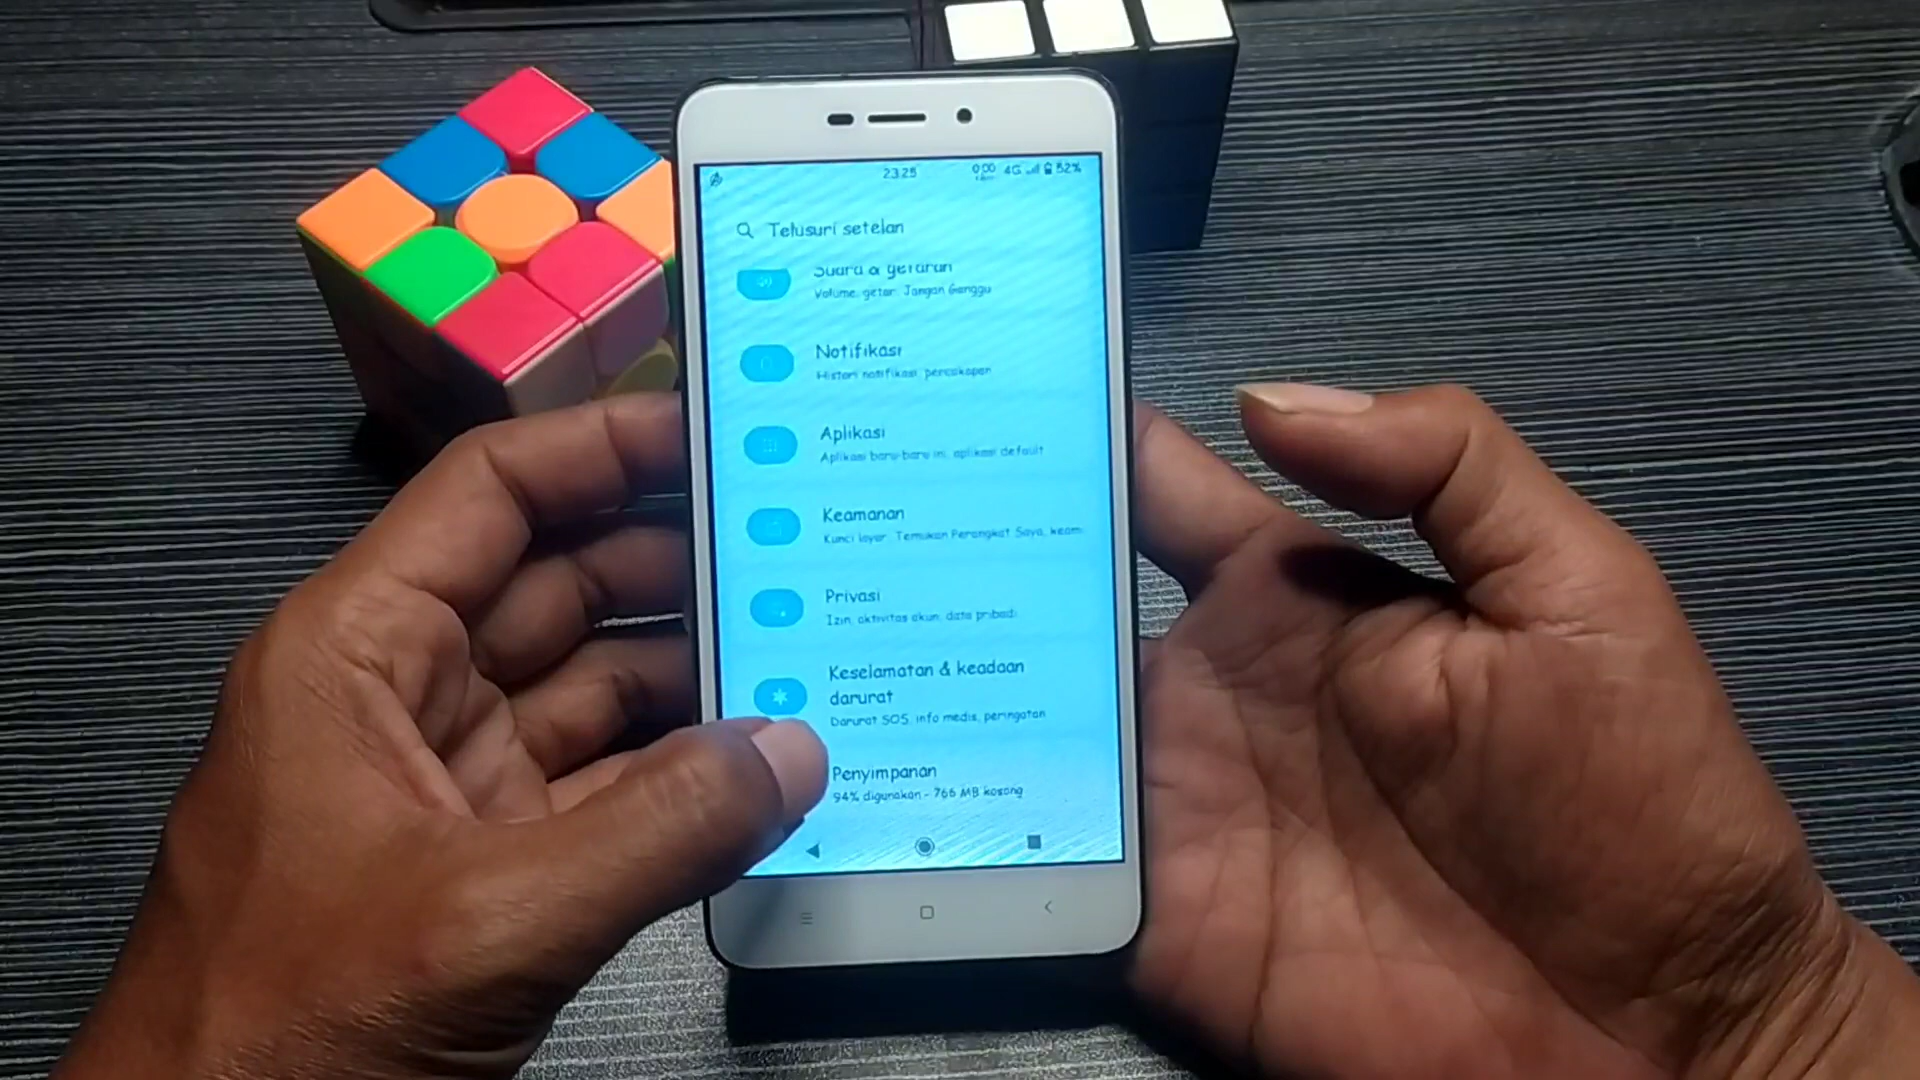 23.25
0,00 4G 52%
Telusuri setelan
Suara & getaran
Volume, getar, Jangan Ganggu
Notifikasi
Histori notifikasi, percakapan
Aplikasi
Aplikasi baru-baru ini, aplikasi default
Keamanan
Kunci layar, Temukan Perangkat Saya, keam
Privasi
Izin, aktivitas akun, data pribadi
Keselamatan & keadaan
darurat
Darurat SOS, info medis, peringatan
Penyimpanan
94% digunakan - 766 MB kosong